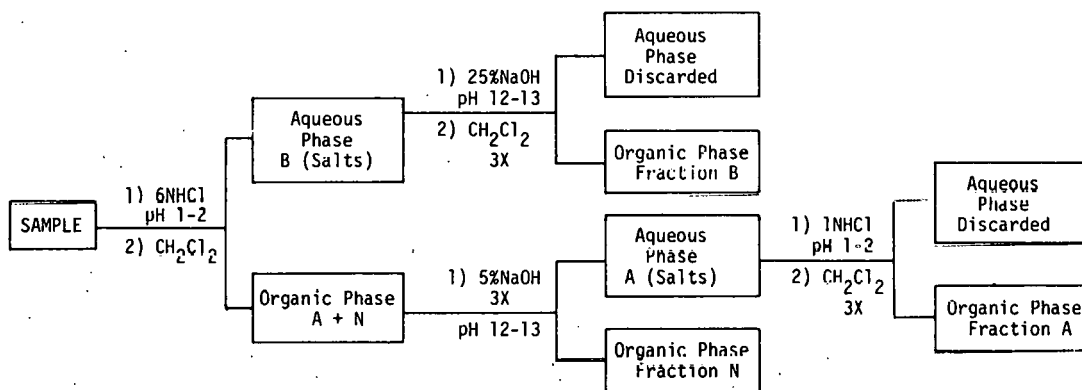 SAMPLE
1) 6NHCl
pH 1-2
2) CH2Cl2
Aqueous
Phase
B (Salts)
1) 25%NaOH
pH 12-13
2) CH2Cl2
3X
Aqueous
Phase
Discarded
Organic Phase
Fraction B
Organic Phase
A + N
1) 5%NaOH
3X
pH 12-13
Aqueous
Phase
A (Salts)
Organic Phase
Fraction N
1) 1NHCl
pH 1-2
2) CH2Cl2
3X
Aqueous
Phase
Discarded
Organic Phase
Fraction A